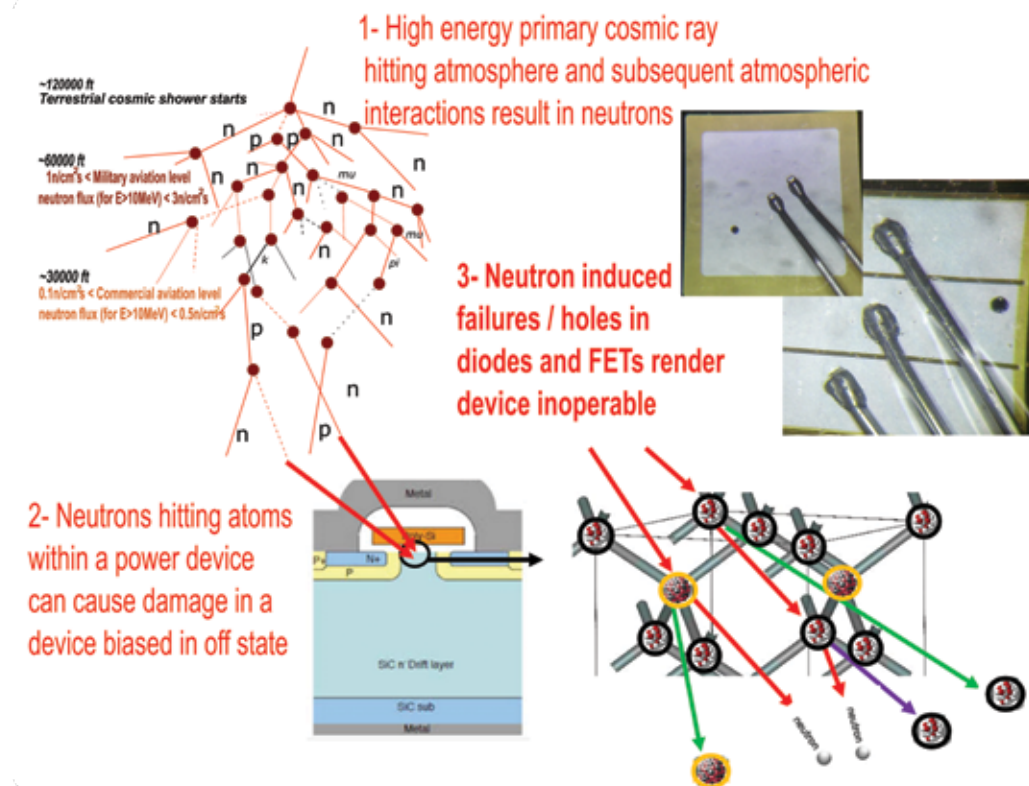 1- High energy primary cosmic ray
hitting atmosphere and subsequent atmospheric
interactions result in neutrons
~120000 ft
Terrestrial cosmic shower starts
n
n
n
p
p
n
n
n
mu
~60000 ft
1n/cm²s < Military aviation level
neutron flux (for E>10MeV) < 3n/cm²s
n
n
n
n
mu
k
pi
~30000 ft
0.1n/cm²s < Commercial aviation level
neutron flux (for E>10MeV) < 0.5n/cm²s
n
p
n
n
p
3- Neutron induced
failures / holes in
diodes and FETs render
device inoperable
2- Neutrons hitting atoms
within a power device
can cause damage in a
device biased in off state
Metal
N+
P
SiC n⁻ Drift layer
SiC sub
Metal
neutron
neutron